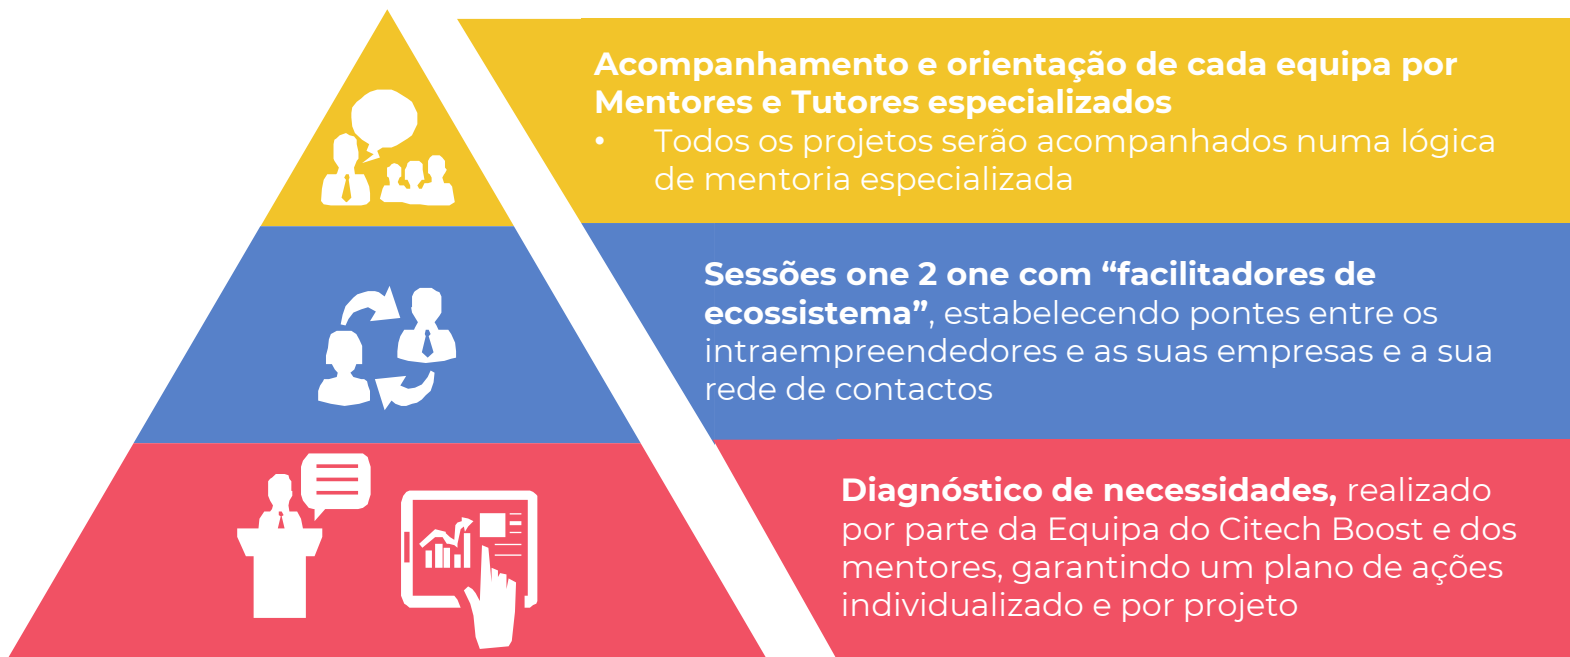 Acompanhamento e orientação de cada equipa por
Mentores e Tutores especializados
• Todos os projetos serão acompanhados numa lógica
de mentoria especializada
Sessões one 2 one com “facilitadores de
ecossistema”, estabelecendo pontes entre os
intraempreendedores e as suas empresas e a sua
rede de contactos
Diagnóstico de necessidades, realizado
por parte da Equipa do Citech Boost e dos
mentores, garantindo um plano de ações
individualizado e por projeto